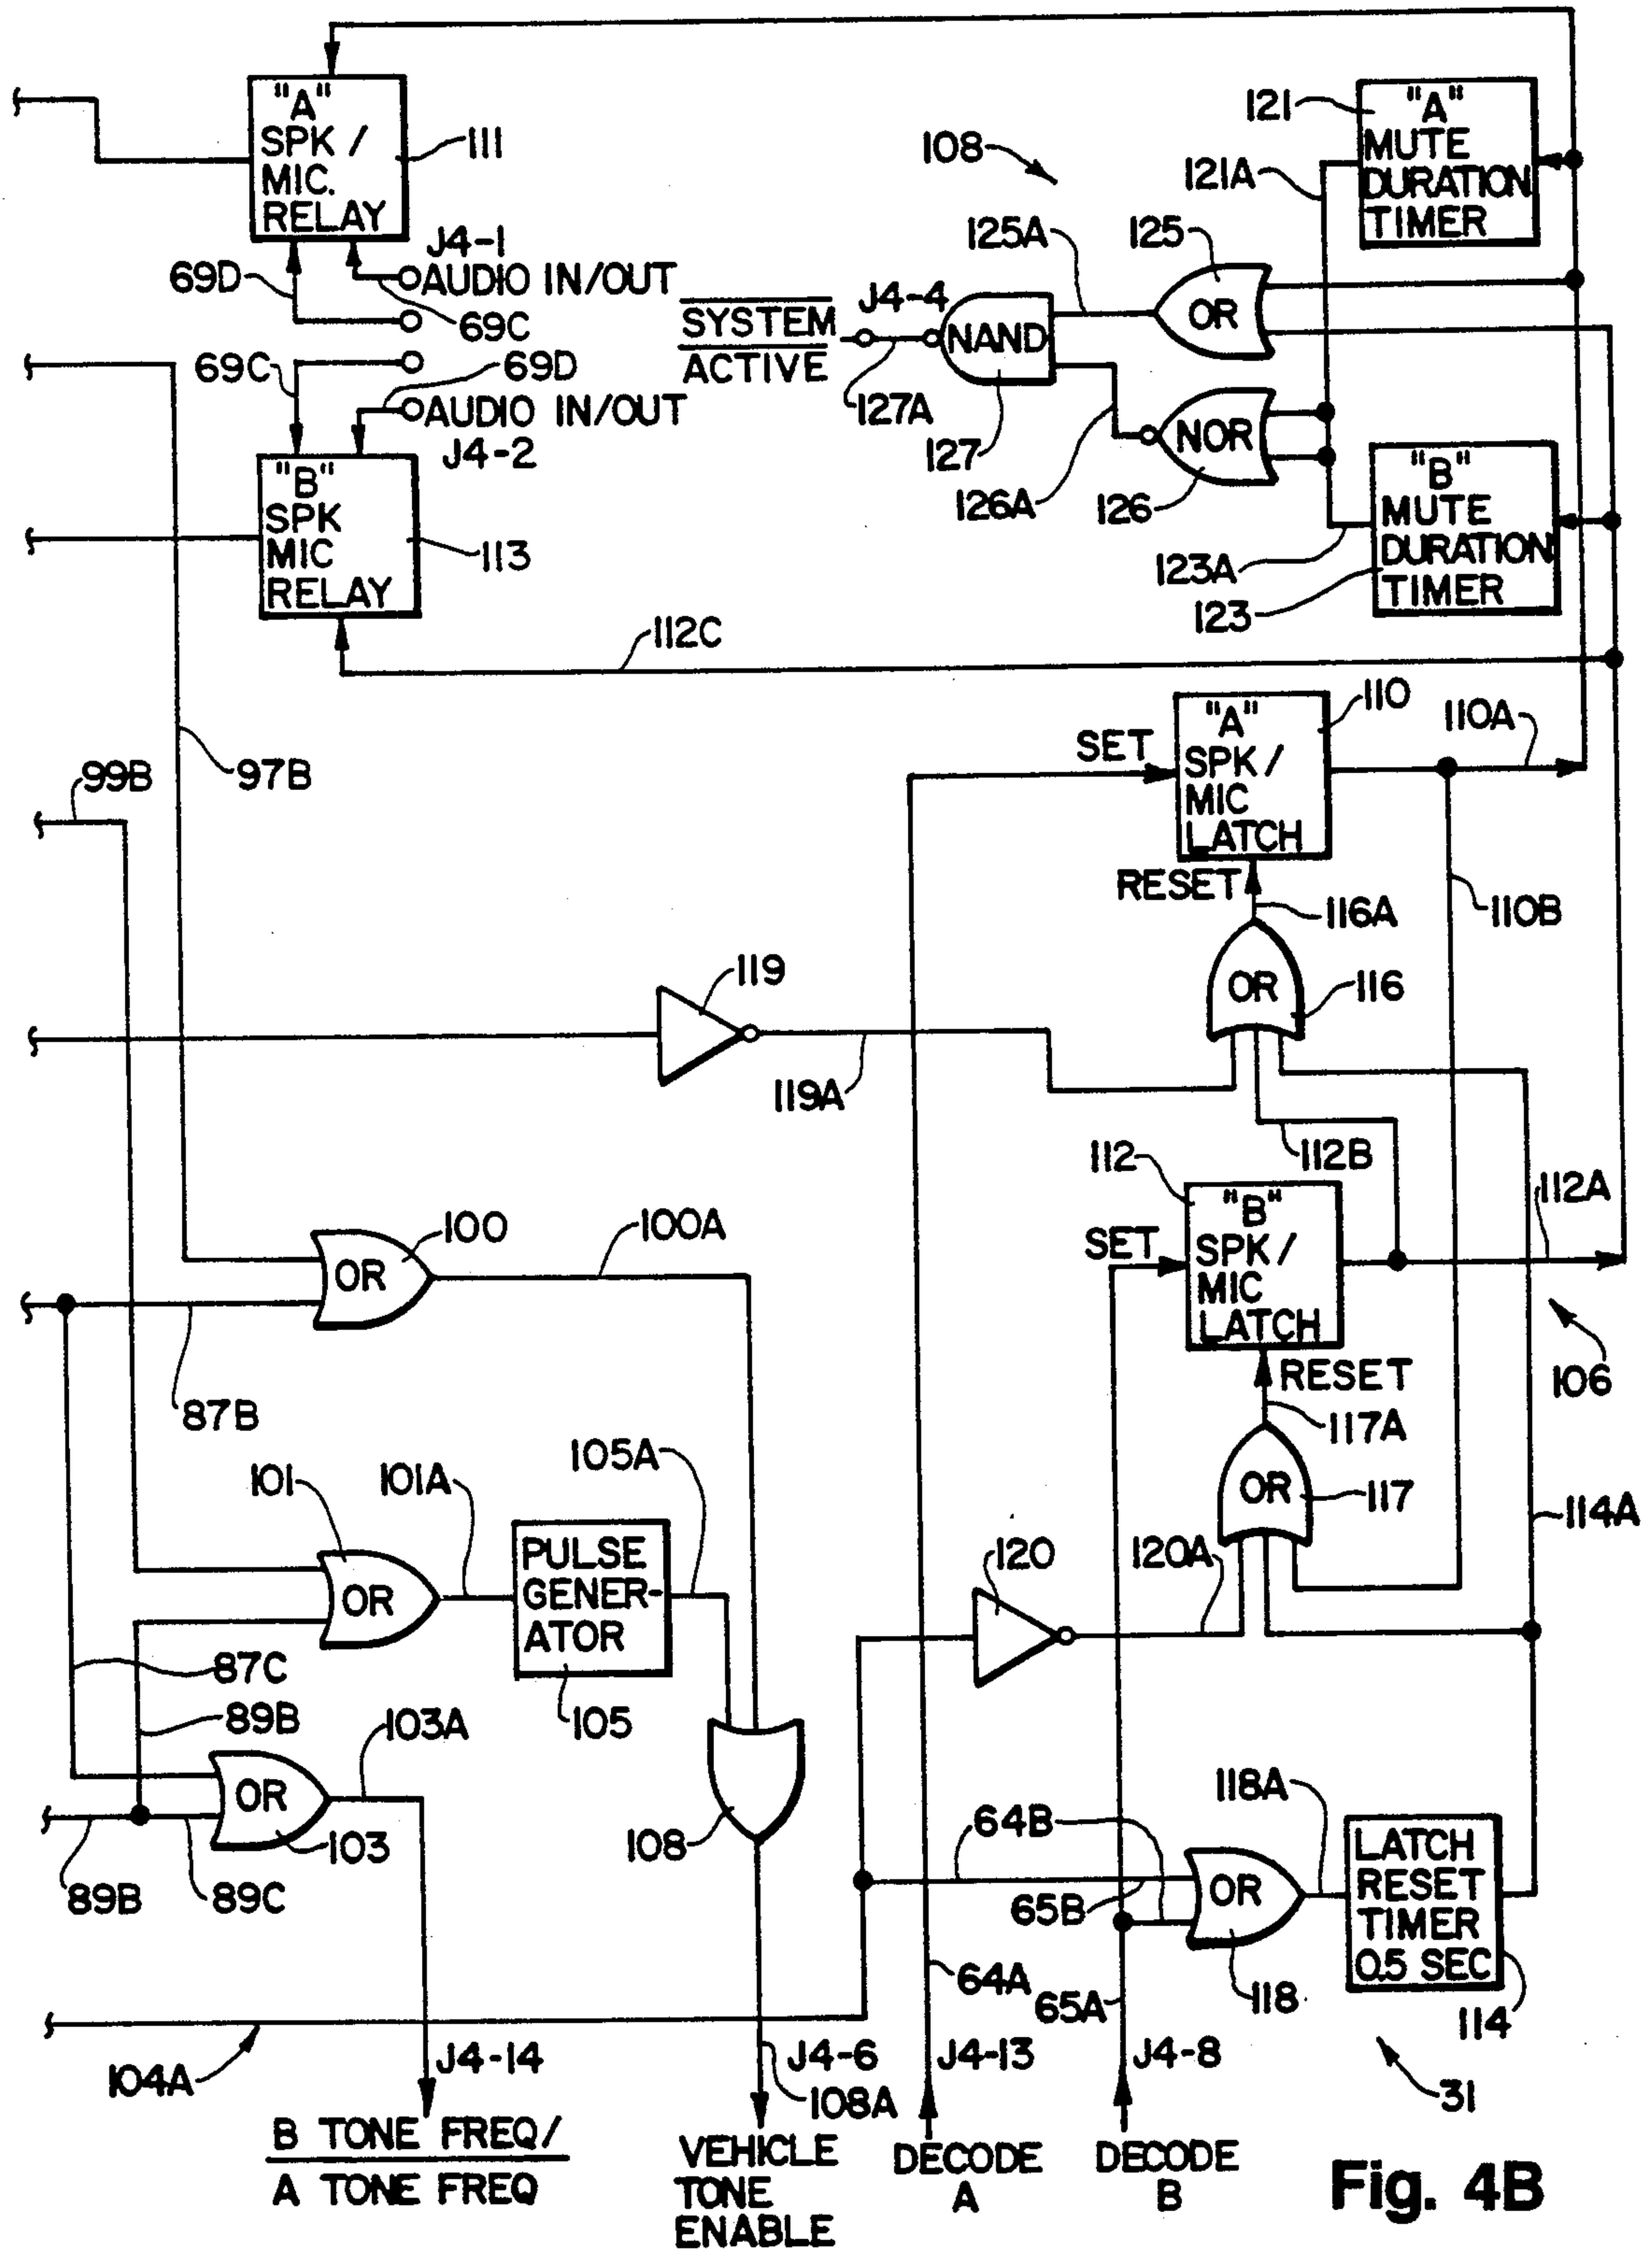 "A"
SPK /
MIC.
RELAY
111
J4-1
AUDIO IN/OUT
69D
69C
69C
69D
AUDIO IN/OUT
J4-2
"B"
SPK
MIC
RELAY
113
112C
108
SYSTEM
ACTIVE
J4-4
127A
NAND
127
125A
125
OR
NOR
126A
126
121
121A
"A"
MUTE
DURATION
TIMER
"B"
MUTE
DURATION
TIMER
123A
123
99B
97B
SET
"A"
SPK /
MIC
LATCH
110
110A
RESET
116A
110B
OR
116
119
119A
112B
112
SET
"B"
SPK /
MIC
LATCH
112A
106
RESET
117A
OR
117
114A
120
120A
OR
100
100A
87B
101
OR
101A
PULSE
GENER-
ATOR
105A
105
87C
89B
OR
103A
103
89B
89C
108
64B
65B
OR
118A
118
LATCH
RESET
TIMER
0.5 SEC
114
31
64A
65A
104A
J4-14
J4-6
108A
J4-13
J4-8
B TONE FREQ/
A TONE FREQ
VEHICLE
TONE
ENABLE
DECODE
A
DECODE
B
Fig. 4B